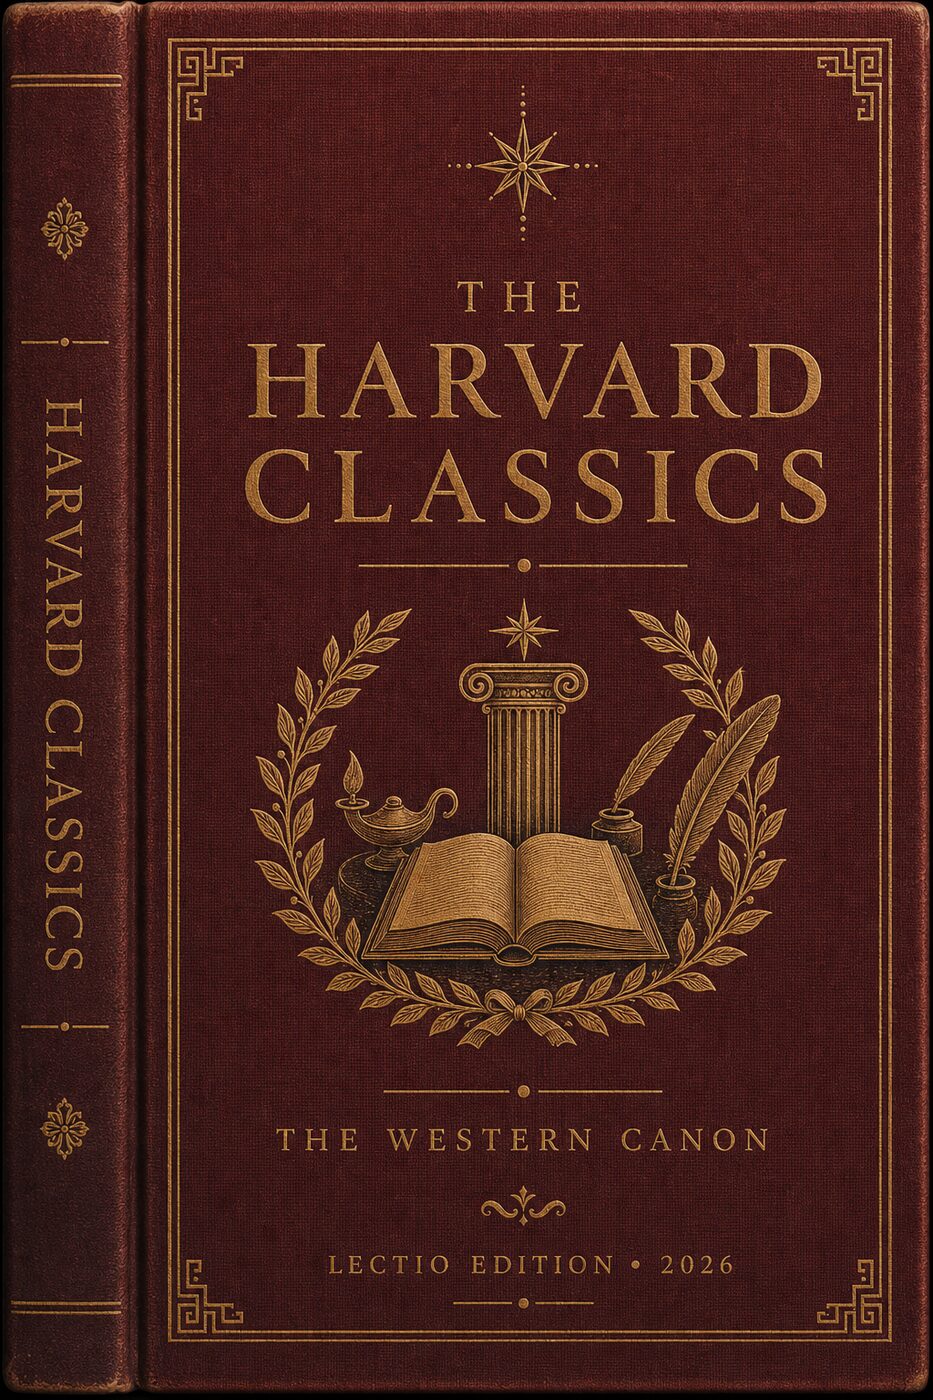 HARVARD CLASSICS
THE
HARVARD
CLASSICS
THE WESTERN CANON
LECTIO EDITION • 2026